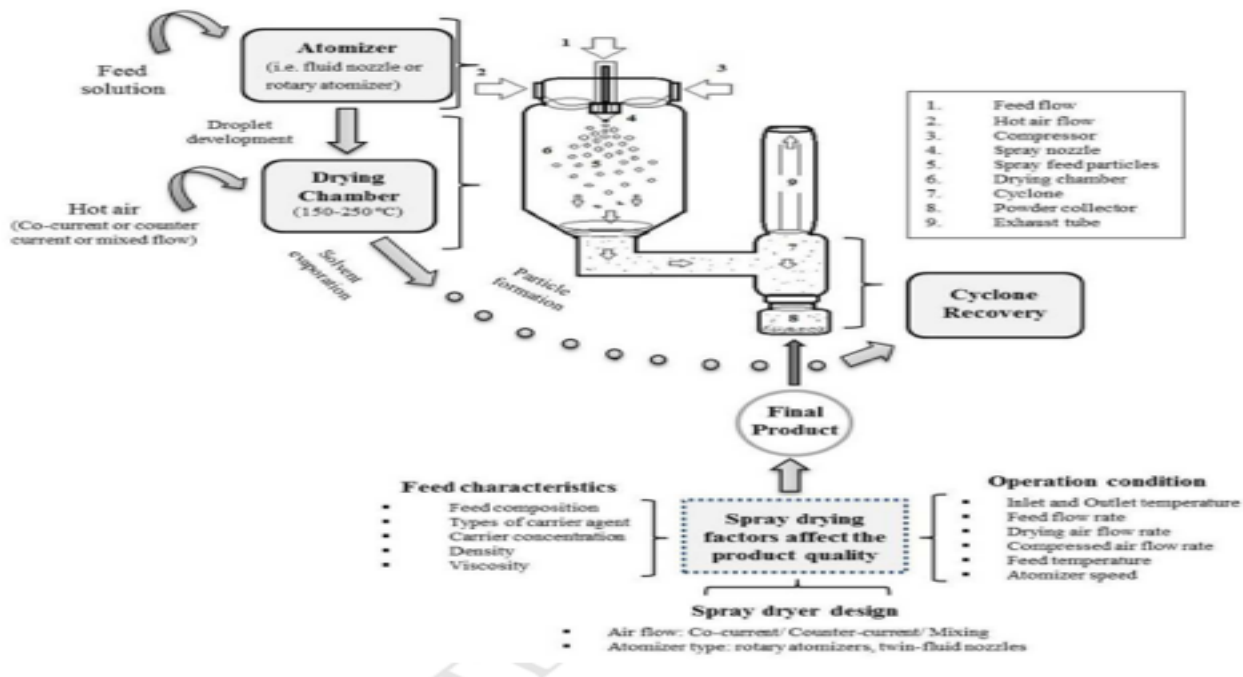 Feed
solution
Atomizer
(i.e. fluid nozzle or
rotary atomizer)
Droplet
development
Drying
Chamber
(150-250°C)
Hot air
(Co-current or counter
current or mixed flow)
Solvent
evaporation
Particle
formation
1
2
3
4
5
6
7
8
9
1. Feed flow
2. Hot air flow
3. Compressor
4. Spray nozzle
5. Spray feed particles
6. Drying chamber
7. Cyclone
8. Powder collector
9. Exhaust tube
Cyclone
Recovery
Final
Product
Feed characteristics
▪ Feed composition
▪ Types of carrier agent
▪ Carrier concentration
▪ Density
▪ Viscosity
Spray drying
factors affect the
product quality
Operation condition
▪ Inlet and Outlet temperature
▪ Feed flow rate
▪ Drying air flow rate
▪ Compressed air flow rate
▪ Feed temperature
▪ Atomizer speed
Spray dryer design
▪ Air flow: Co-current/ Counter-current/ Mixing
▪ Atomizer type: rotary atomizers, twin-fluid nozzles